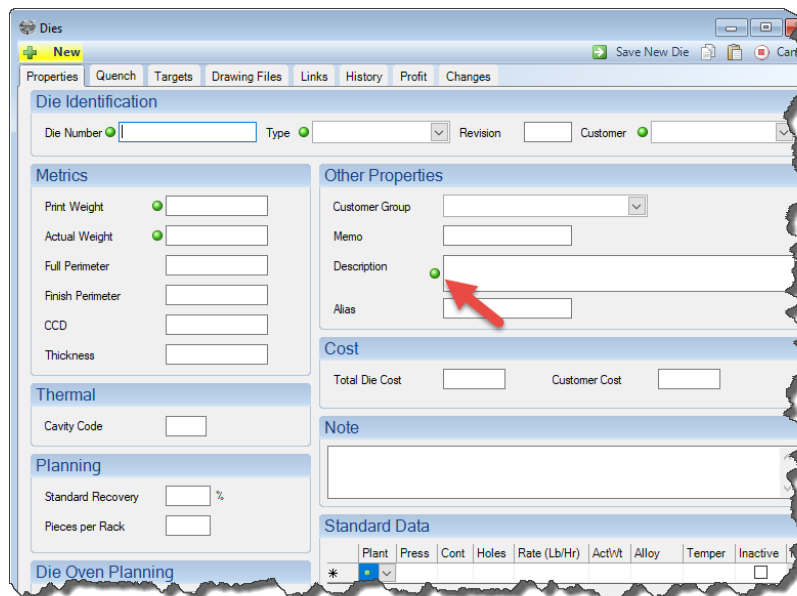 Dies
New Save New Die
Properties Quench Targets Drawing Files Links History Profit Changes
Die Identification
Die Number Type Revision Customer
Metrics
Print Weight
Actual Weight
Full Perimeter
Finish Perimeter
CCD
Thickness
Other Properties
Customer Group
Memo
Description
Alias
Cost
Total Die Cost Customer Cost
Thermal
Cavity Code
Note
Planning
Standard Recovery %
Pieces per Rack
Standard Data
Plant Press Cont Holes Rate (Lb/Hr) ActWt Alloy Temper Inactive
*
Die Oven Planning